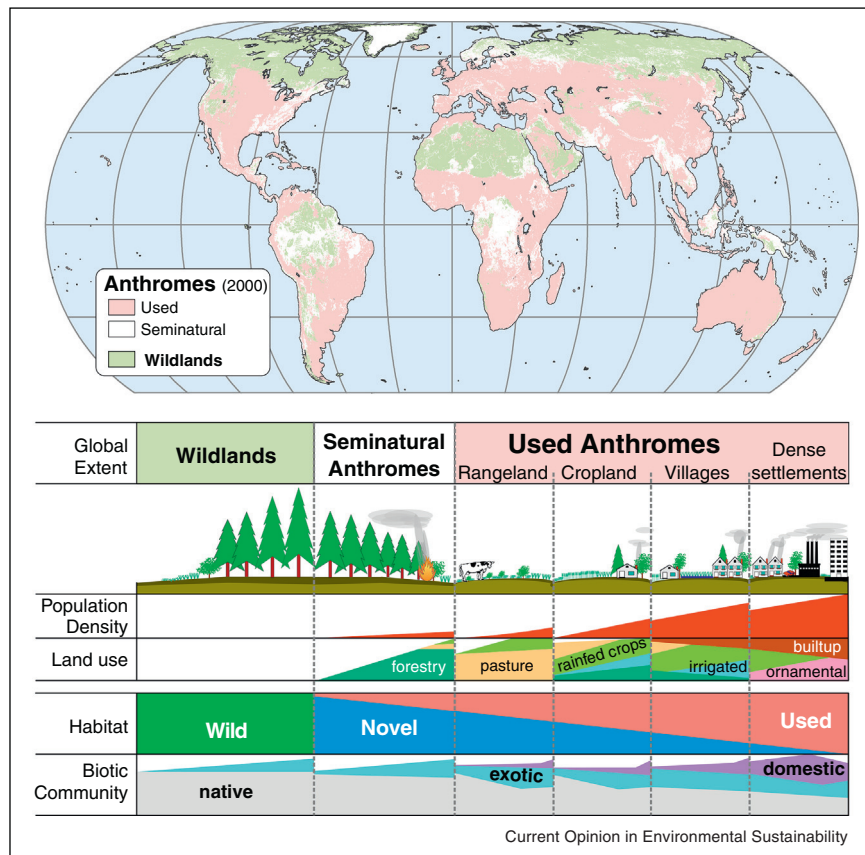 Anthromes (2000)
Used
Seminatural
Wildlands
Global
Extent
Wildlands
Seminatural
Anthromes
Used Anthromes
Rangeland
Cropland
Villages
Dense
settlements
Population
Density
Land use
forestry
pasture
rainfed crops
irrigated
builtup
ornamental
Habitat
Wild
Novel
Used
Biotic
Community
native
exotic
domestic
Current Opinion in Environmental Sustainability